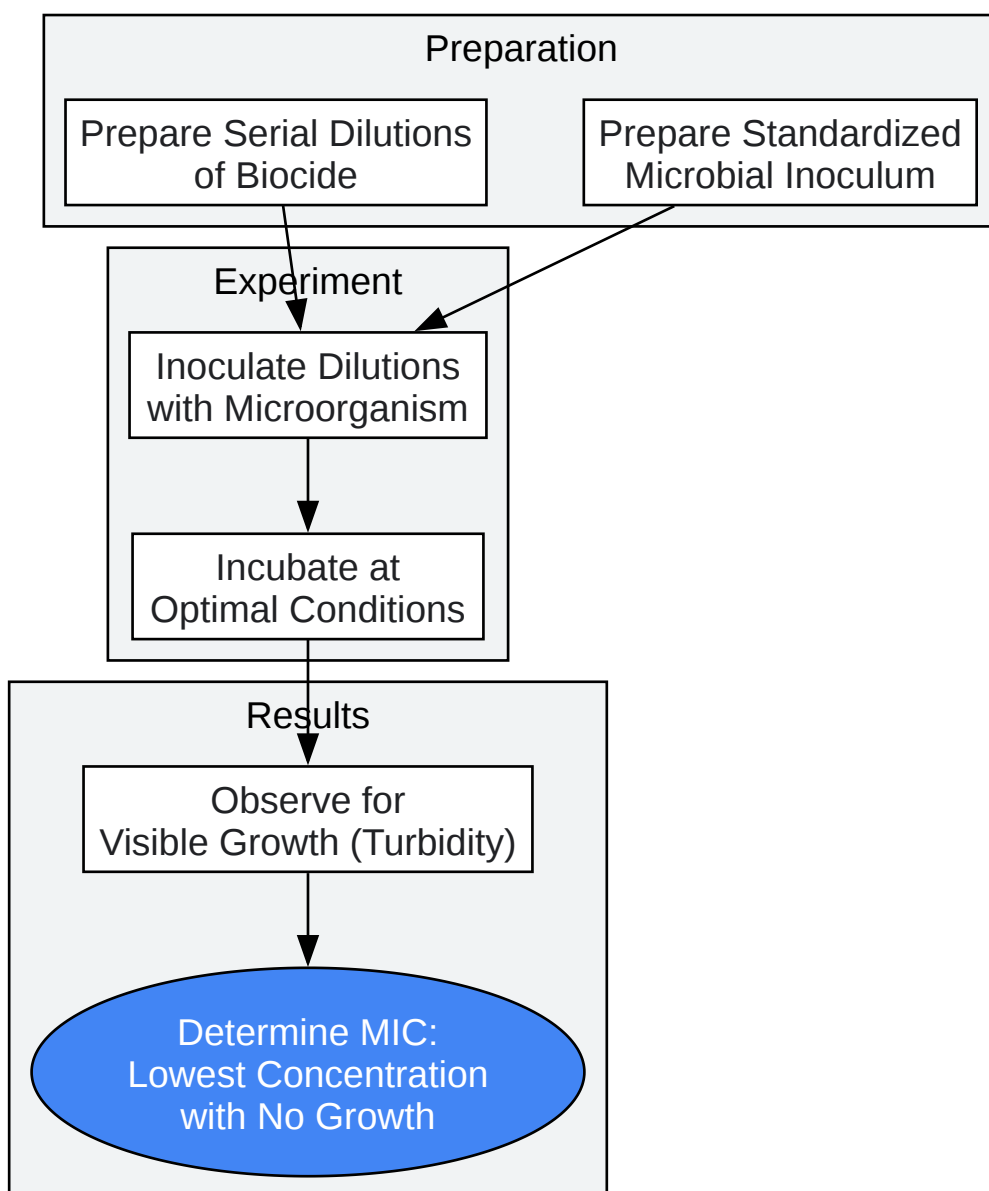 Preparation
Prepare Serial Dilutions
of Biocide
Prepare Standardized
Microbial Inoculum
Experiment
Inoculate Dilutions
with Microorganism
Incubate at
Optimal Conditions
Results
Observe for
Visible Growth (Turbidity)
Determine MIC:
Lowest Concentration
with No Growth